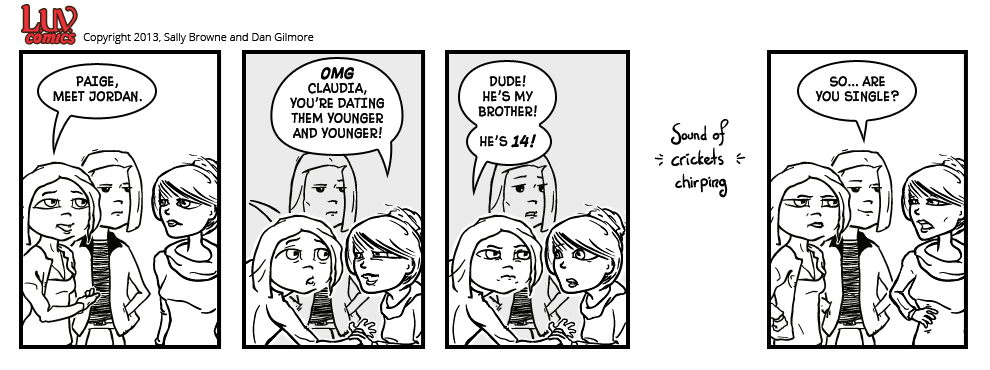 LUV
comics
Copyright 2013, Sally Browne and Dan Gilmore
PAIGE,
MEET JORDAN.
OMG
CLAUDIA,
YOU'RE DATING
THEM YOUNGER
AND YOUNGER!
DUDE!
HE'S MY
BROTHER!
HE'S 14!
Sound of
crickets
chirping
SO... ARE
YOU SINGLE?